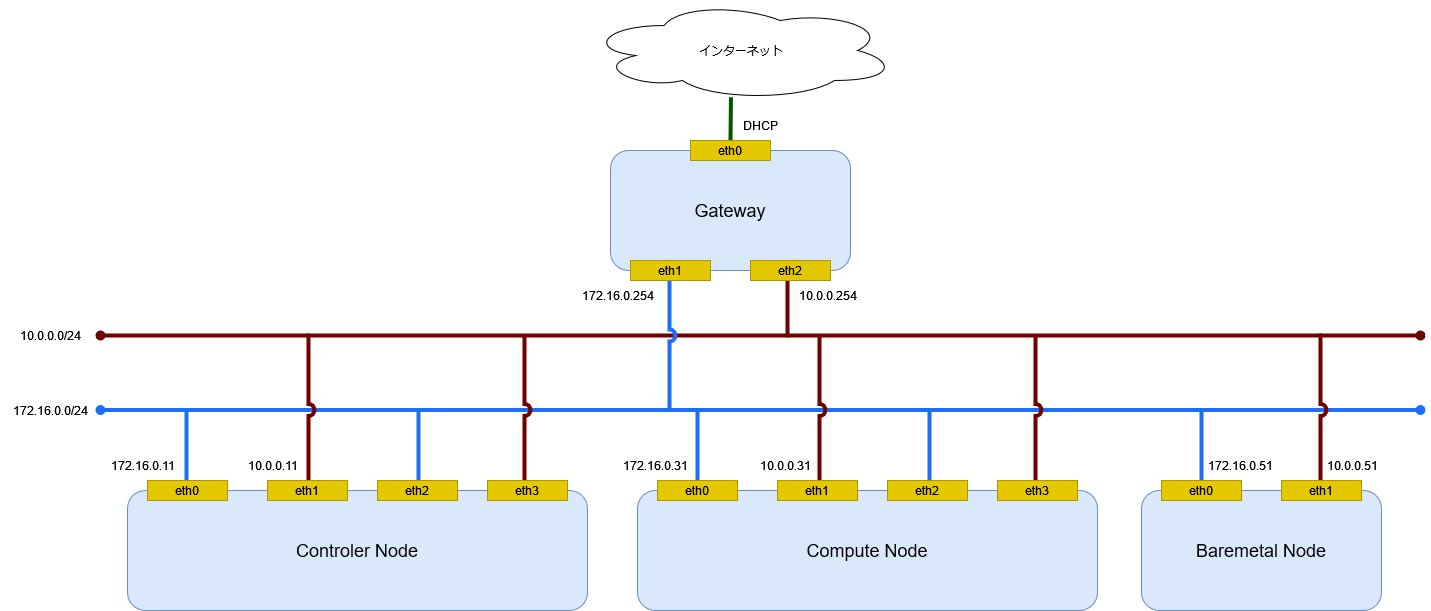 インターネット
DHCP
eth0
Gateway
eth1
eth2
172.16.0.254
10.0.0.254
10.0.0.0/24
172.16.0.0/24
172.16.0.11
10.0.0.11
172.16.0.31
10.0.0.31
172.16.0.51
10.0.0.51
eth0
eth1
eth2
eth3
eth0
eth1
eth2
eth3
eth0
eth1
Controler Node
Compute Node
Baremetal Node